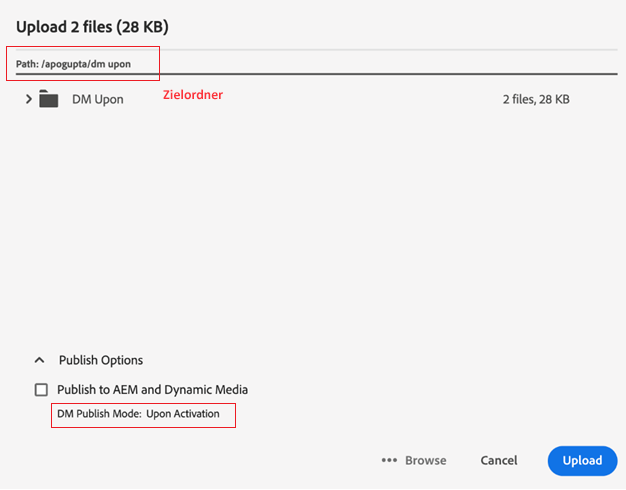 Upload 2 files (28 KB)
Path: /apogupta/dm upon
DM Upon Zielordner 2 files, 28 KB
Publish Options
Publish to AEM and Dynamic Media
DM Publish Mode: Upon Activation
••• Browse Cancel Upload